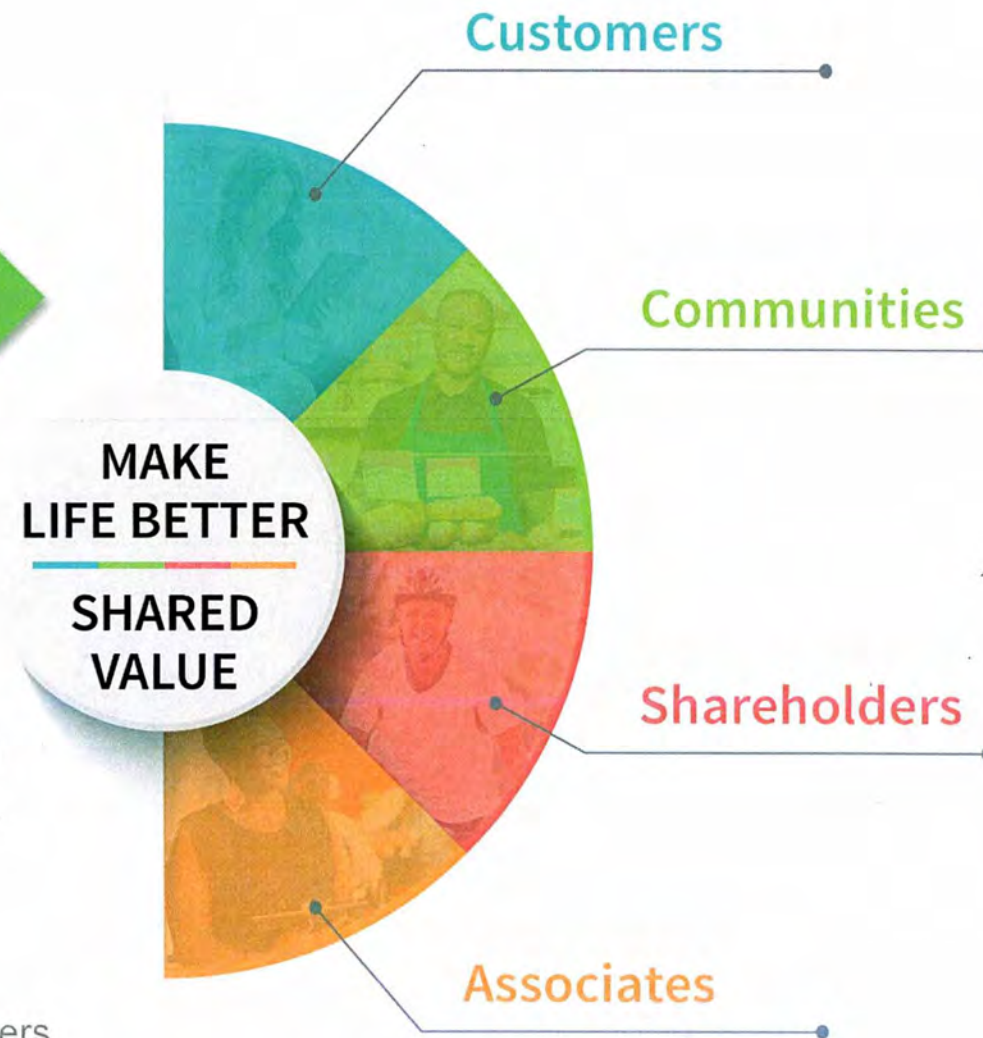 Customers
Communities
MAKE
LIFE BETTER
SHARED
VALUE
Shareholders
Associates